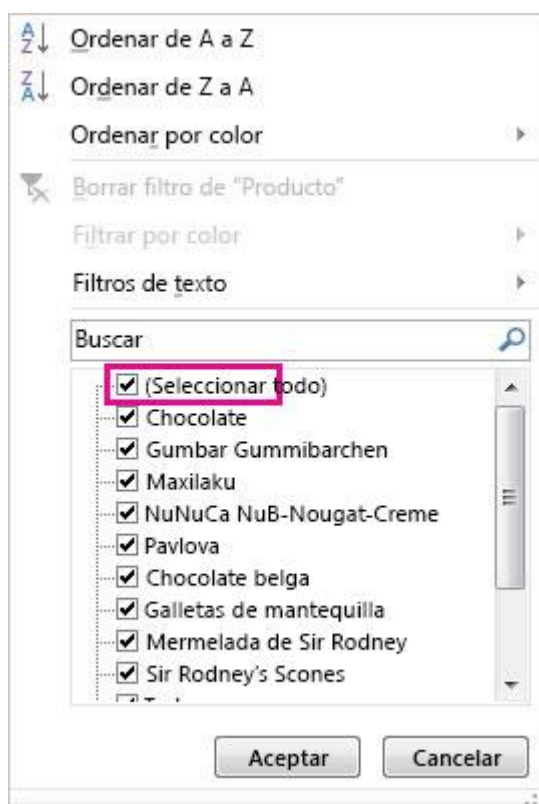 Ordenar de A a Z
Ordenar de Z a A
Ordenar por color
Borrar filtro de "Producto"
Filtrar por color
Filtros de texto
Buscar
(Seleccionar todo)
Chocolate
Gumbar Gummibarchen
Maxilaku
NuNuCa NuB-Nougat-Creme
Pavlova
Chocolate belga
Galletas de mantequilla
Mermelada de Sir Rodney
Sir Rodney's Scones
Aceptar
Cancelar